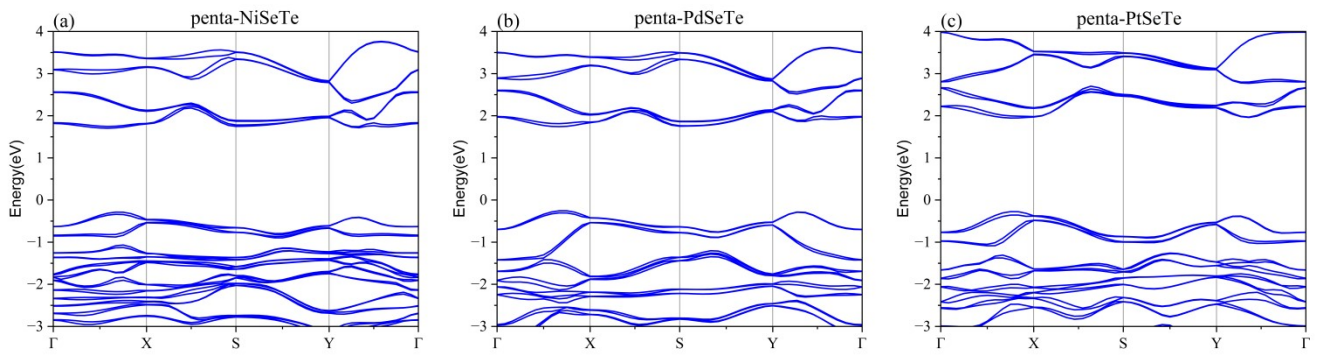 (a) penta-NiSeTe
4
3
2
1
0
−1
−2
−3
Energy(eV)
Γ X S Y Γ
(b) penta-PdSeTe
4
3
2
1
0
−1
−2
−3
Energy(eV)
Γ X S Y Γ
(c) penta-PtSeTe
4
3
2
1
0
−1
−2
−3
Energy(eV)
Γ X S Y Γ